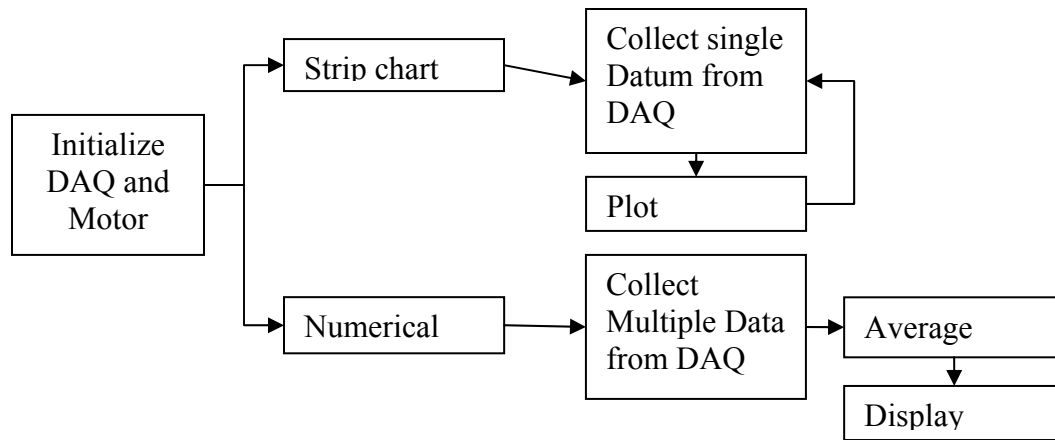 Initialize
DAQ and
Motor
Strip chart
Collect single
Datum from
DAQ
Plot
Numerical
Collect
Multiple Data
from DAQ
Average
Display